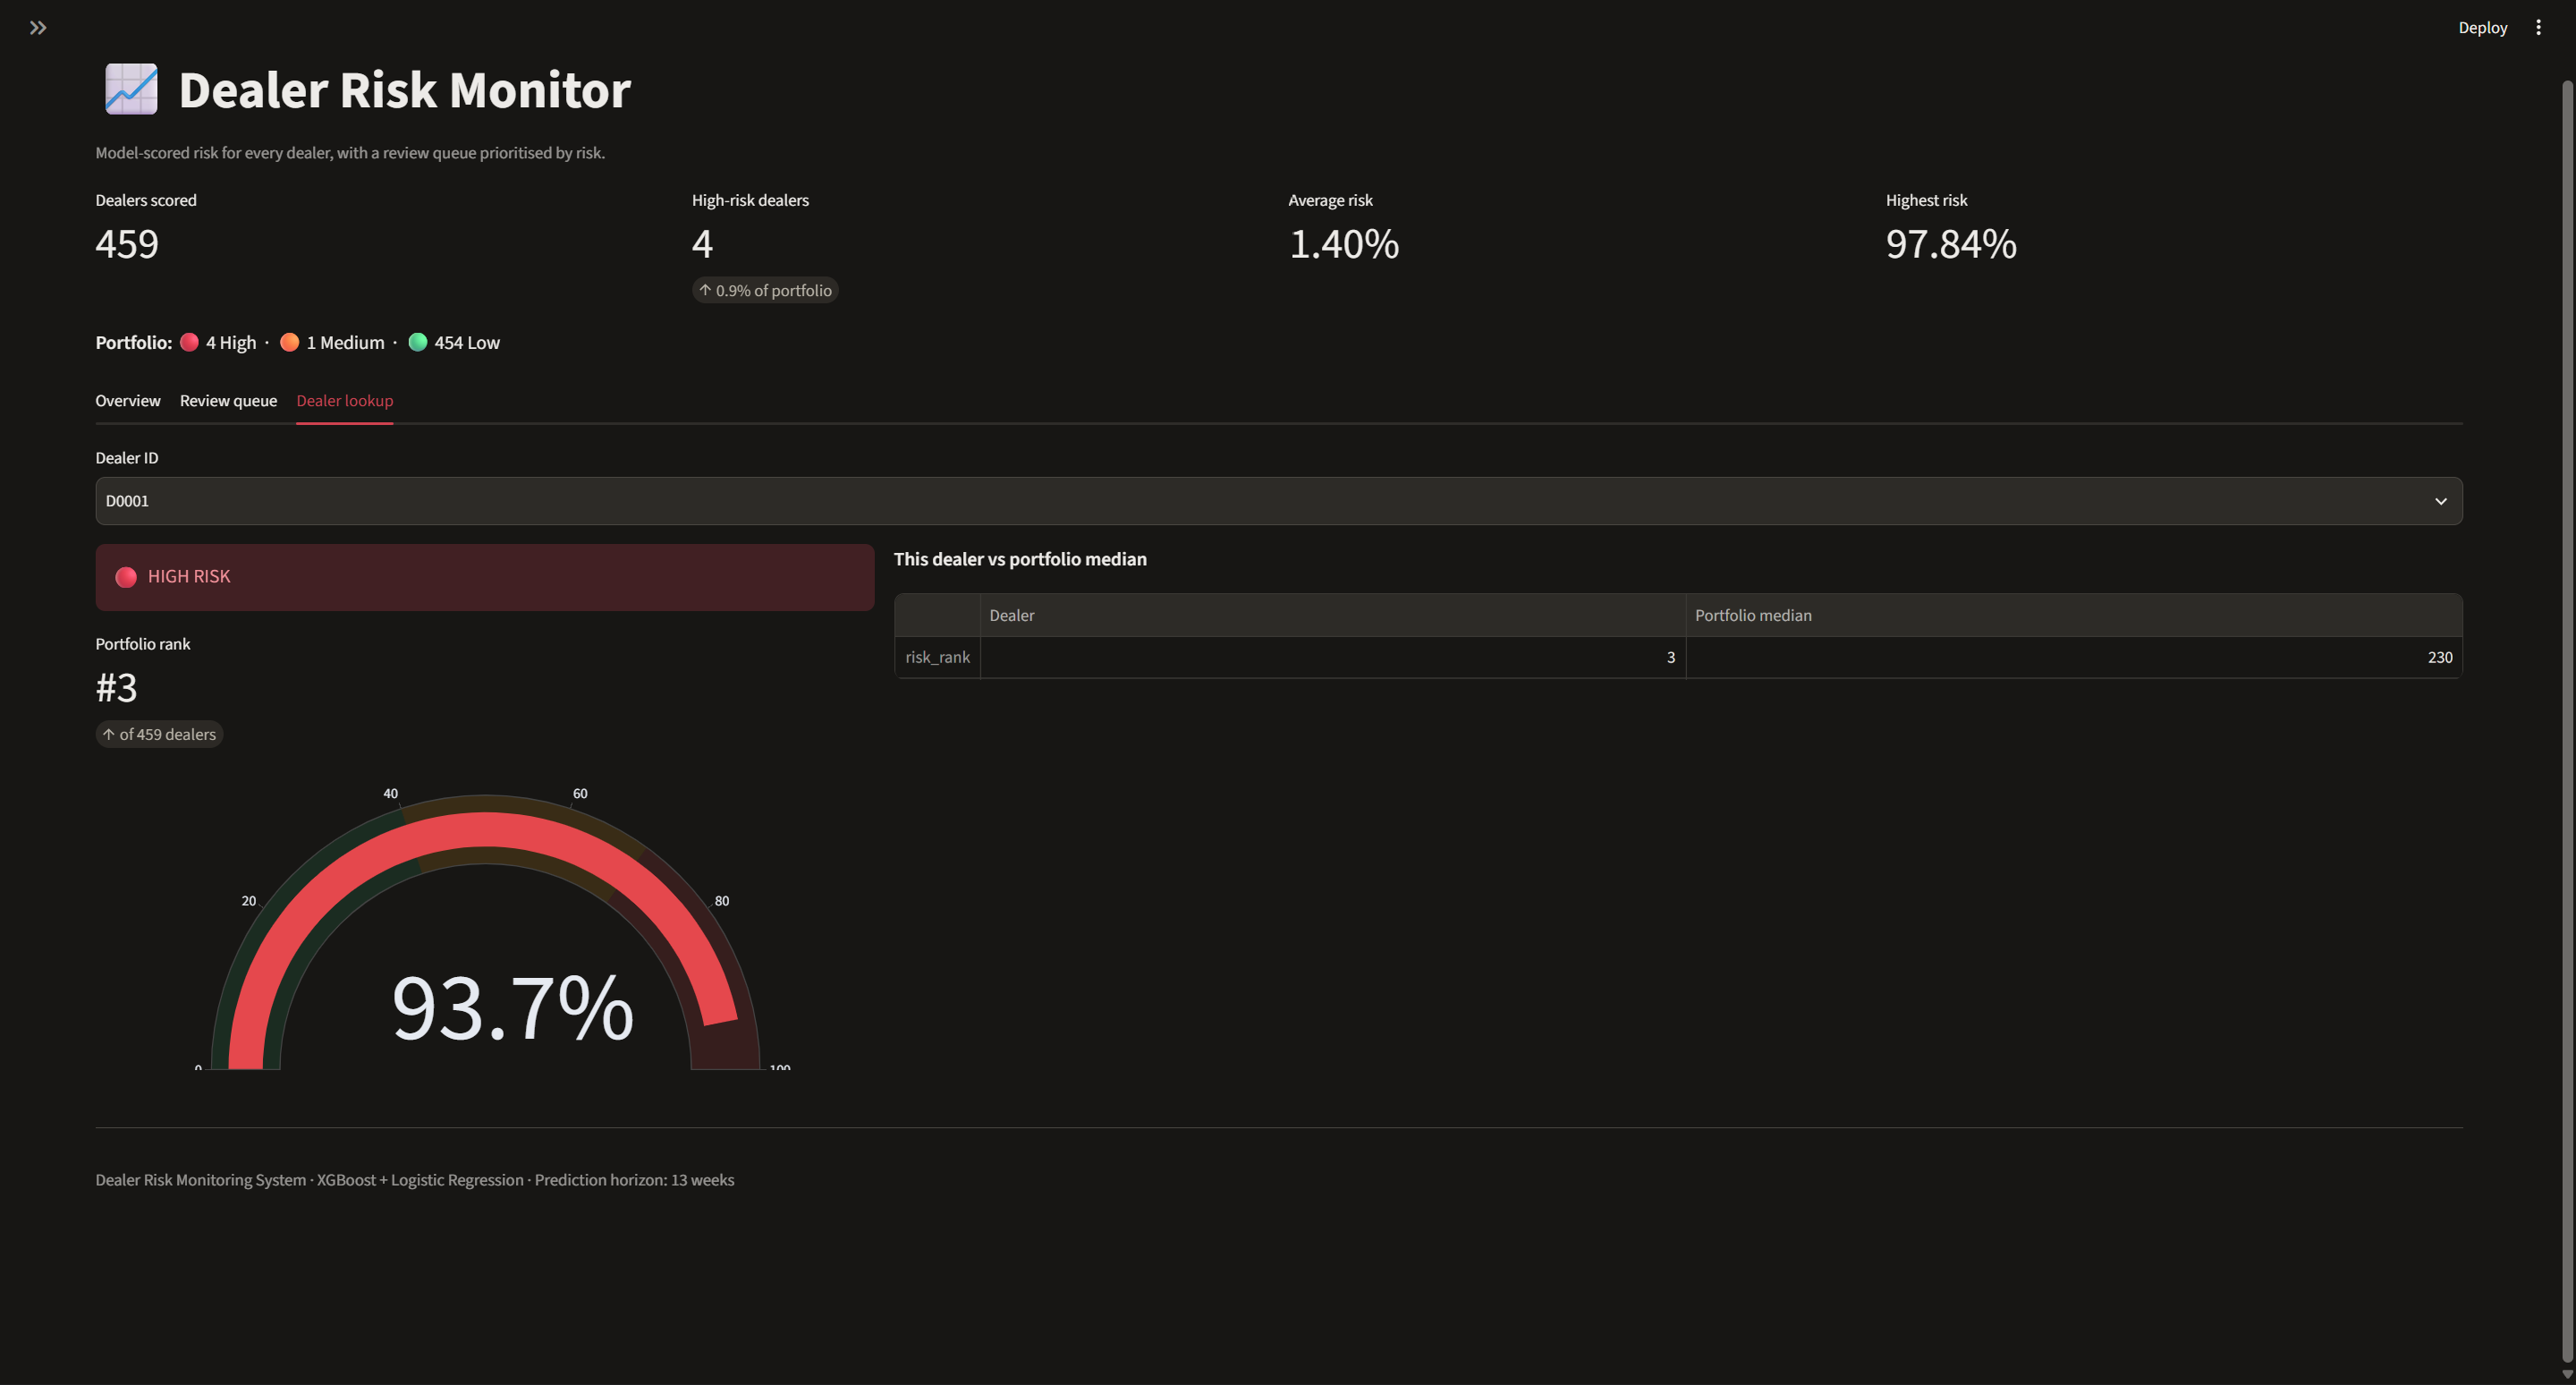 Deploy
Dealer Risk Monitor
Model-scored risk for every dealer, with a review queue prioritised by risk.
Dealers scored
459
High-risk dealers
4
↑ 0.9% of portfolio
Average risk
1.40%
Highest risk
97.84%
Portfolio: 4 High · 1 Medium · 454 Low
Overview Review queue Dealer lookup
Dealer ID
D0001
HIGH RISK
Portfolio rank
#3
↑ of 459 dealers
This dealer vs portfolio median
Dealer Portfolio median
risk_rank 3 230
40 60
20 80
93.7%
0 100
Dealer Risk Monitoring System · XGBoost + Logistic Regression · Prediction horizon: 13 weeks